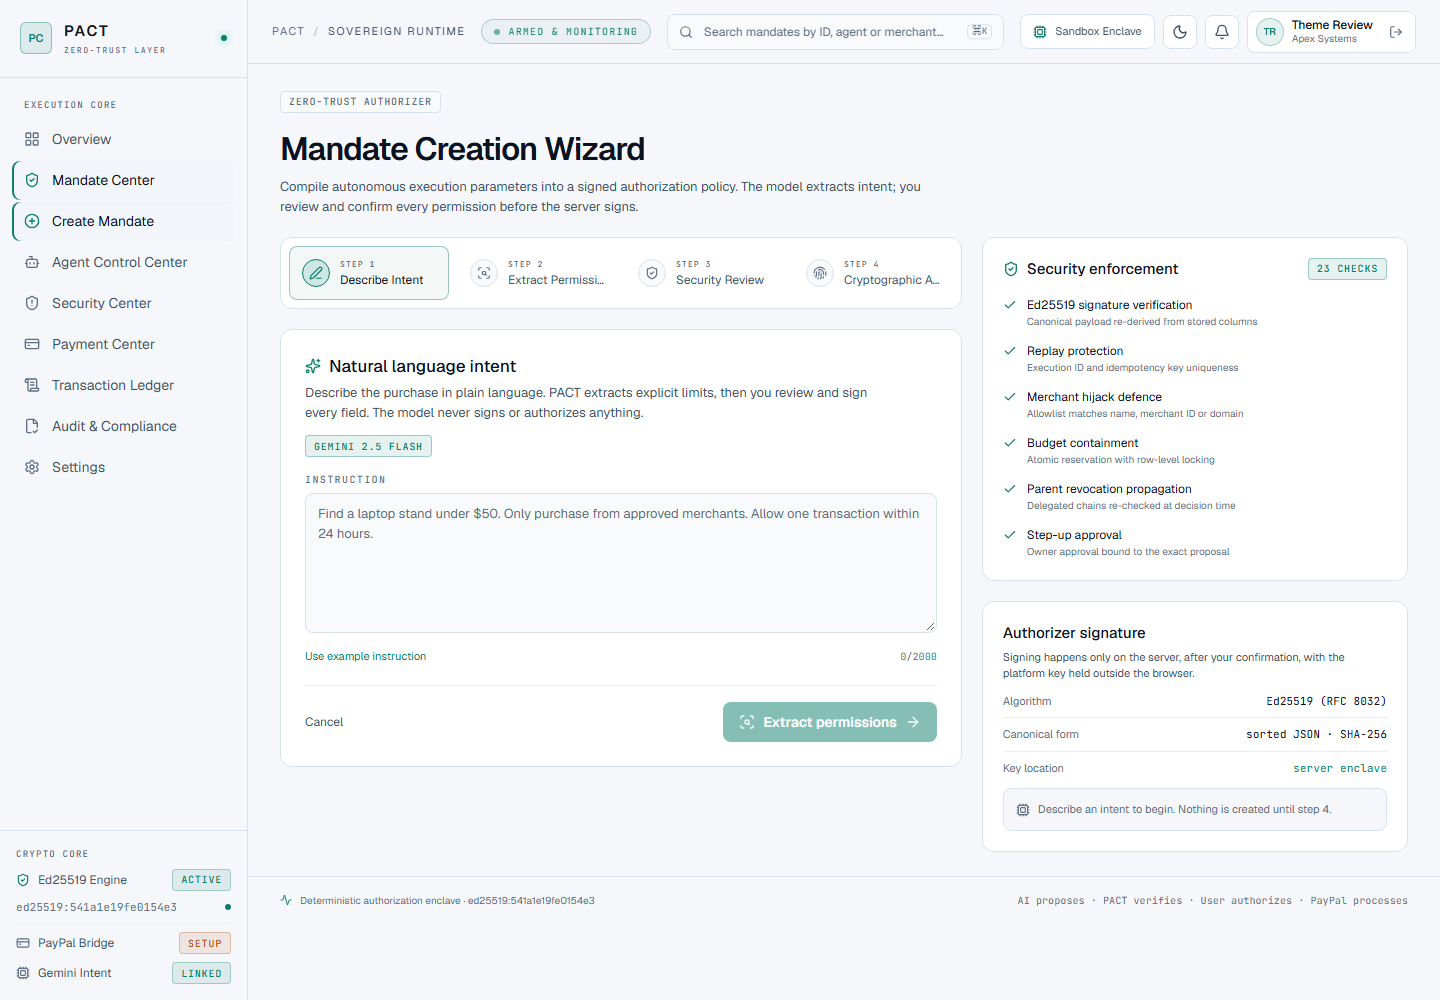 PC
PACT
ZERO-TRUST LAYER
EXECUTION CORE
Overview
Mandate Center
Create Mandate
Agent Control Center
Security Center
Payment Center
Transaction Ledger
Audit & Compliance
Settings
CRYPTO CORE
Ed25519 Engine
ACTIVE
ed25519:541a1e19fe0154e3
PayPal Bridge
SETUP
Gemini Intent
LINKED
PACT / SOVEREIGN RUNTIME
ARMED & MONITORING
Search mandates by ID, agent or merchant...
⌘K
Sandbox Enclave
TR
Theme Review
Apex Systems
ZERO-TRUST AUTHORIZER
Mandate Creation Wizard
Compile autonomous execution parameters into a signed authorization policy. The model extracts intent; you
review and confirm every permission before the server signs.
STEP 1
Describe Intent
STEP 2
Extract Permissi...
STEP 3
Security Review
STEP 4
Cryptographic A...
Natural language intent
Describe the purchase in plain language. PACT extracts explicit limits, then you review and sign
every field. The model never signs or authorizes anything.
GEMINI 2.5 FLASH
INSTRUCTION
Find a laptop stand under $50. Only purchase from approved merchants. Allow one transaction within
24 hours.
Use example instruction
0/2000
Cancel
Extract permissions
Security enforcement
23 CHECKS
Ed25519 signature verification
Canonical payload re-derived from stored columns
Replay protection
Execution ID and idempotency key uniqueness
Merchant hijack defence
Allowlist matches name, merchant ID or domain
Budget containment
Atomic reservation with row-level locking
Parent revocation propagation
Delegated chains re-checked at decision time
Step-up approval
Owner approval bound to the exact proposal
Authorizer signature
Signing happens only on the server, after your confirmation, with the
platform key held outside the browser.
Algorithm
Ed25519 (RFC 8032)
Canonical form
sorted JSON · SHA-256
Key location
server enclave
Describe an intent to begin. Nothing is created until step 4.
Deterministic authorization enclave · ed25519:541a1e19fe0154e3
AI proposes · PACT verifies · User authorizes · PayPal processes